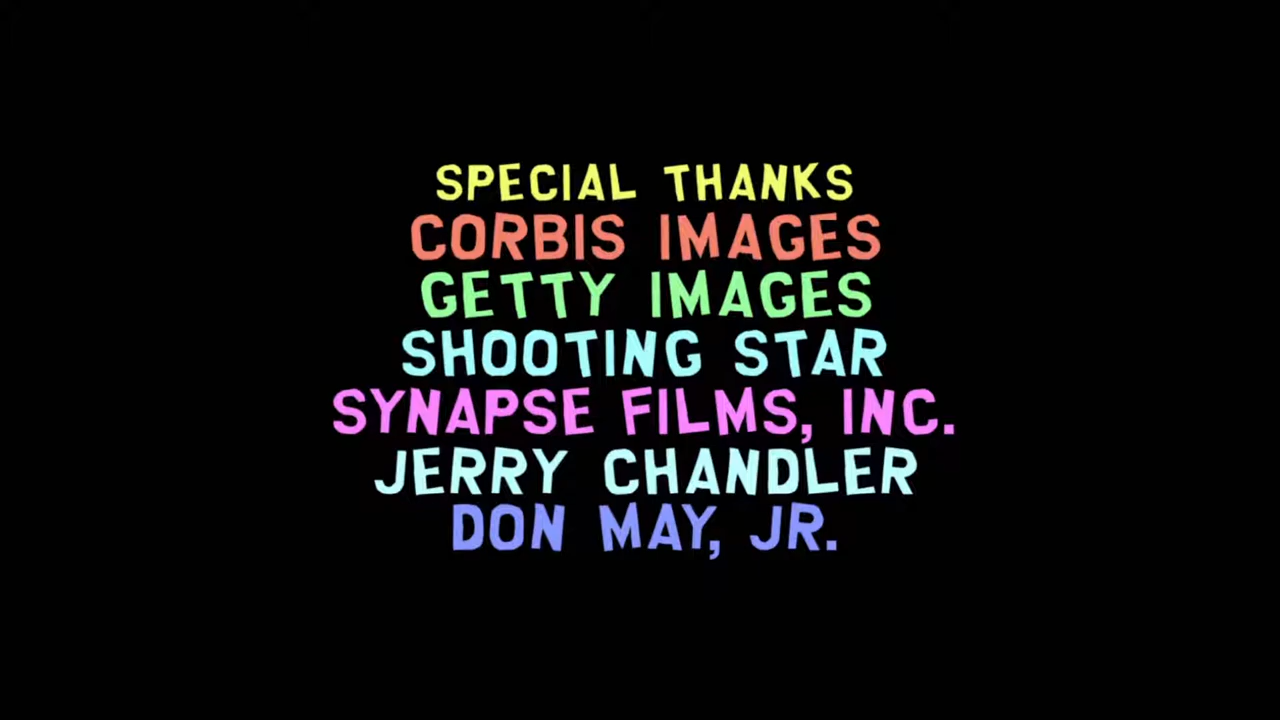 SPECIAL THANKS
CORBIS IMAGES
GETTY IMAGES
SHOOTING STAR
SYNAPSE FILMS, INC.
JERRY CHANDLER
DON MAY, JR.